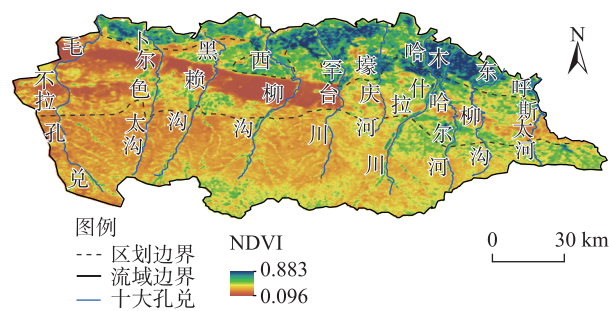 毛不拉孔兑
卜尔色太沟
黑赖沟
西柳沟
罕台川
壕庆河
哈什拉川
木哈尔河
东柳沟
呼斯太河
N
图例
区划边界
流域边界
十大孔兑
NDVI
0.883
0.096
0 30 km